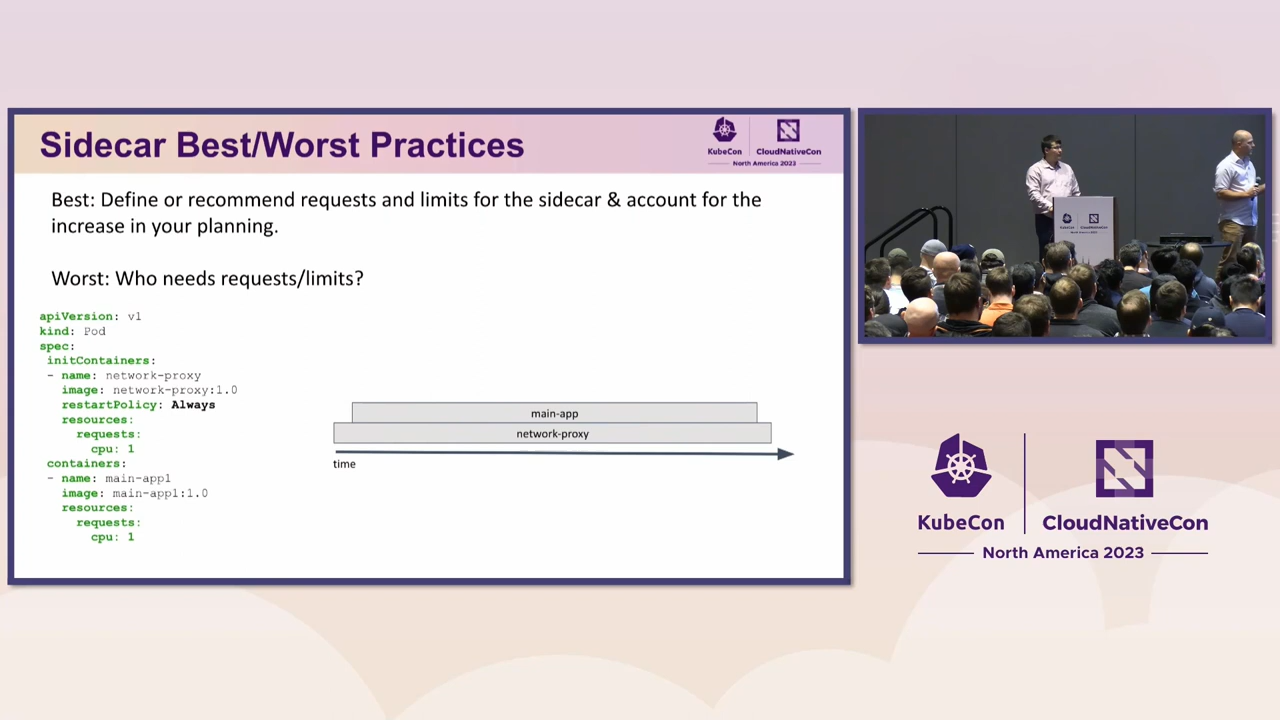 Sidecar Best/Worst Practices
KubeCon
CloudNativeCon
North America 2023
Best: Define or recommend requests and limits for the sidecar & account for the
increase in your planning.
Worst: Who needs requests/limits?
apiVersion: v1
kind: Pod
spec:
initContainers:
- name: network-proxy
image: network-proxy:1.0
restartPolicy: Always
resources:
requests:
cpu: 1
containers:
- name: main-app1
image: main-app1:1.0
resources:
requests:
cpu: 1
main-app
network-proxy
time
KubeCon
CloudNativeCon
North America 2023